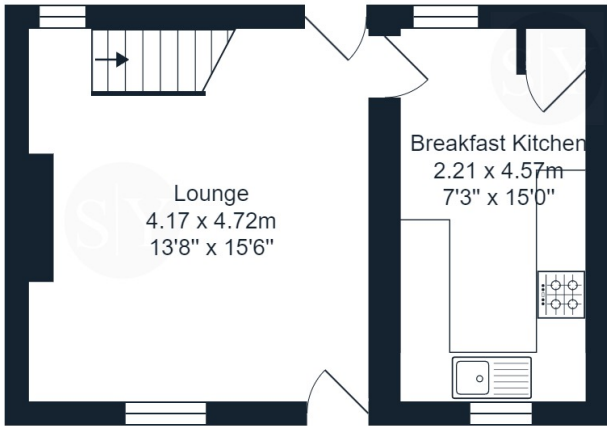 Lounge
4.17 x 4.72m
13'8" x 15'6"
Breakfast Kitchen
2.21 x 4.57m
7'3" x 15'0"
S|Y
S|Y